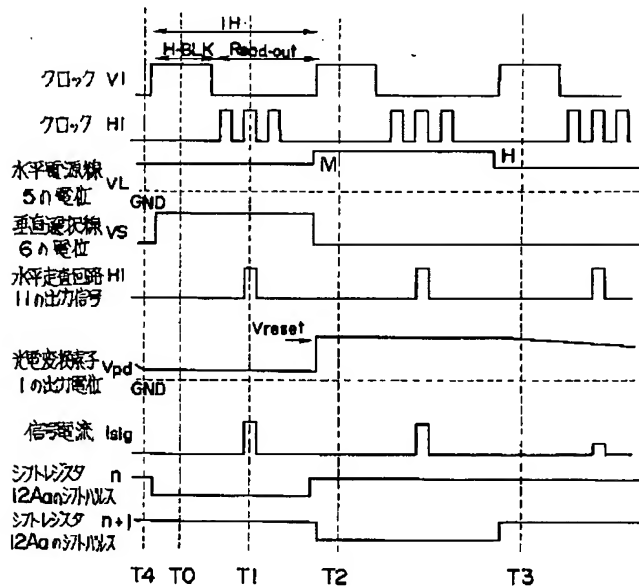 1H
H-BLK Read-out
クロック V1
クロック H1
水平電源線 VL
5の電位
M
H
GND
垂直選択線 VS
6の電位
水平走査回路 H1
11の出力信号
Vreset
光電変換素子 Vpd
1の出力電位
GND
信号電流 Isig
シフトレジスタ n
12Aaのシフトパルス
シフトレジスタ n+1
12Aaのシフトパルス
T4 T0 T1 T2 T3